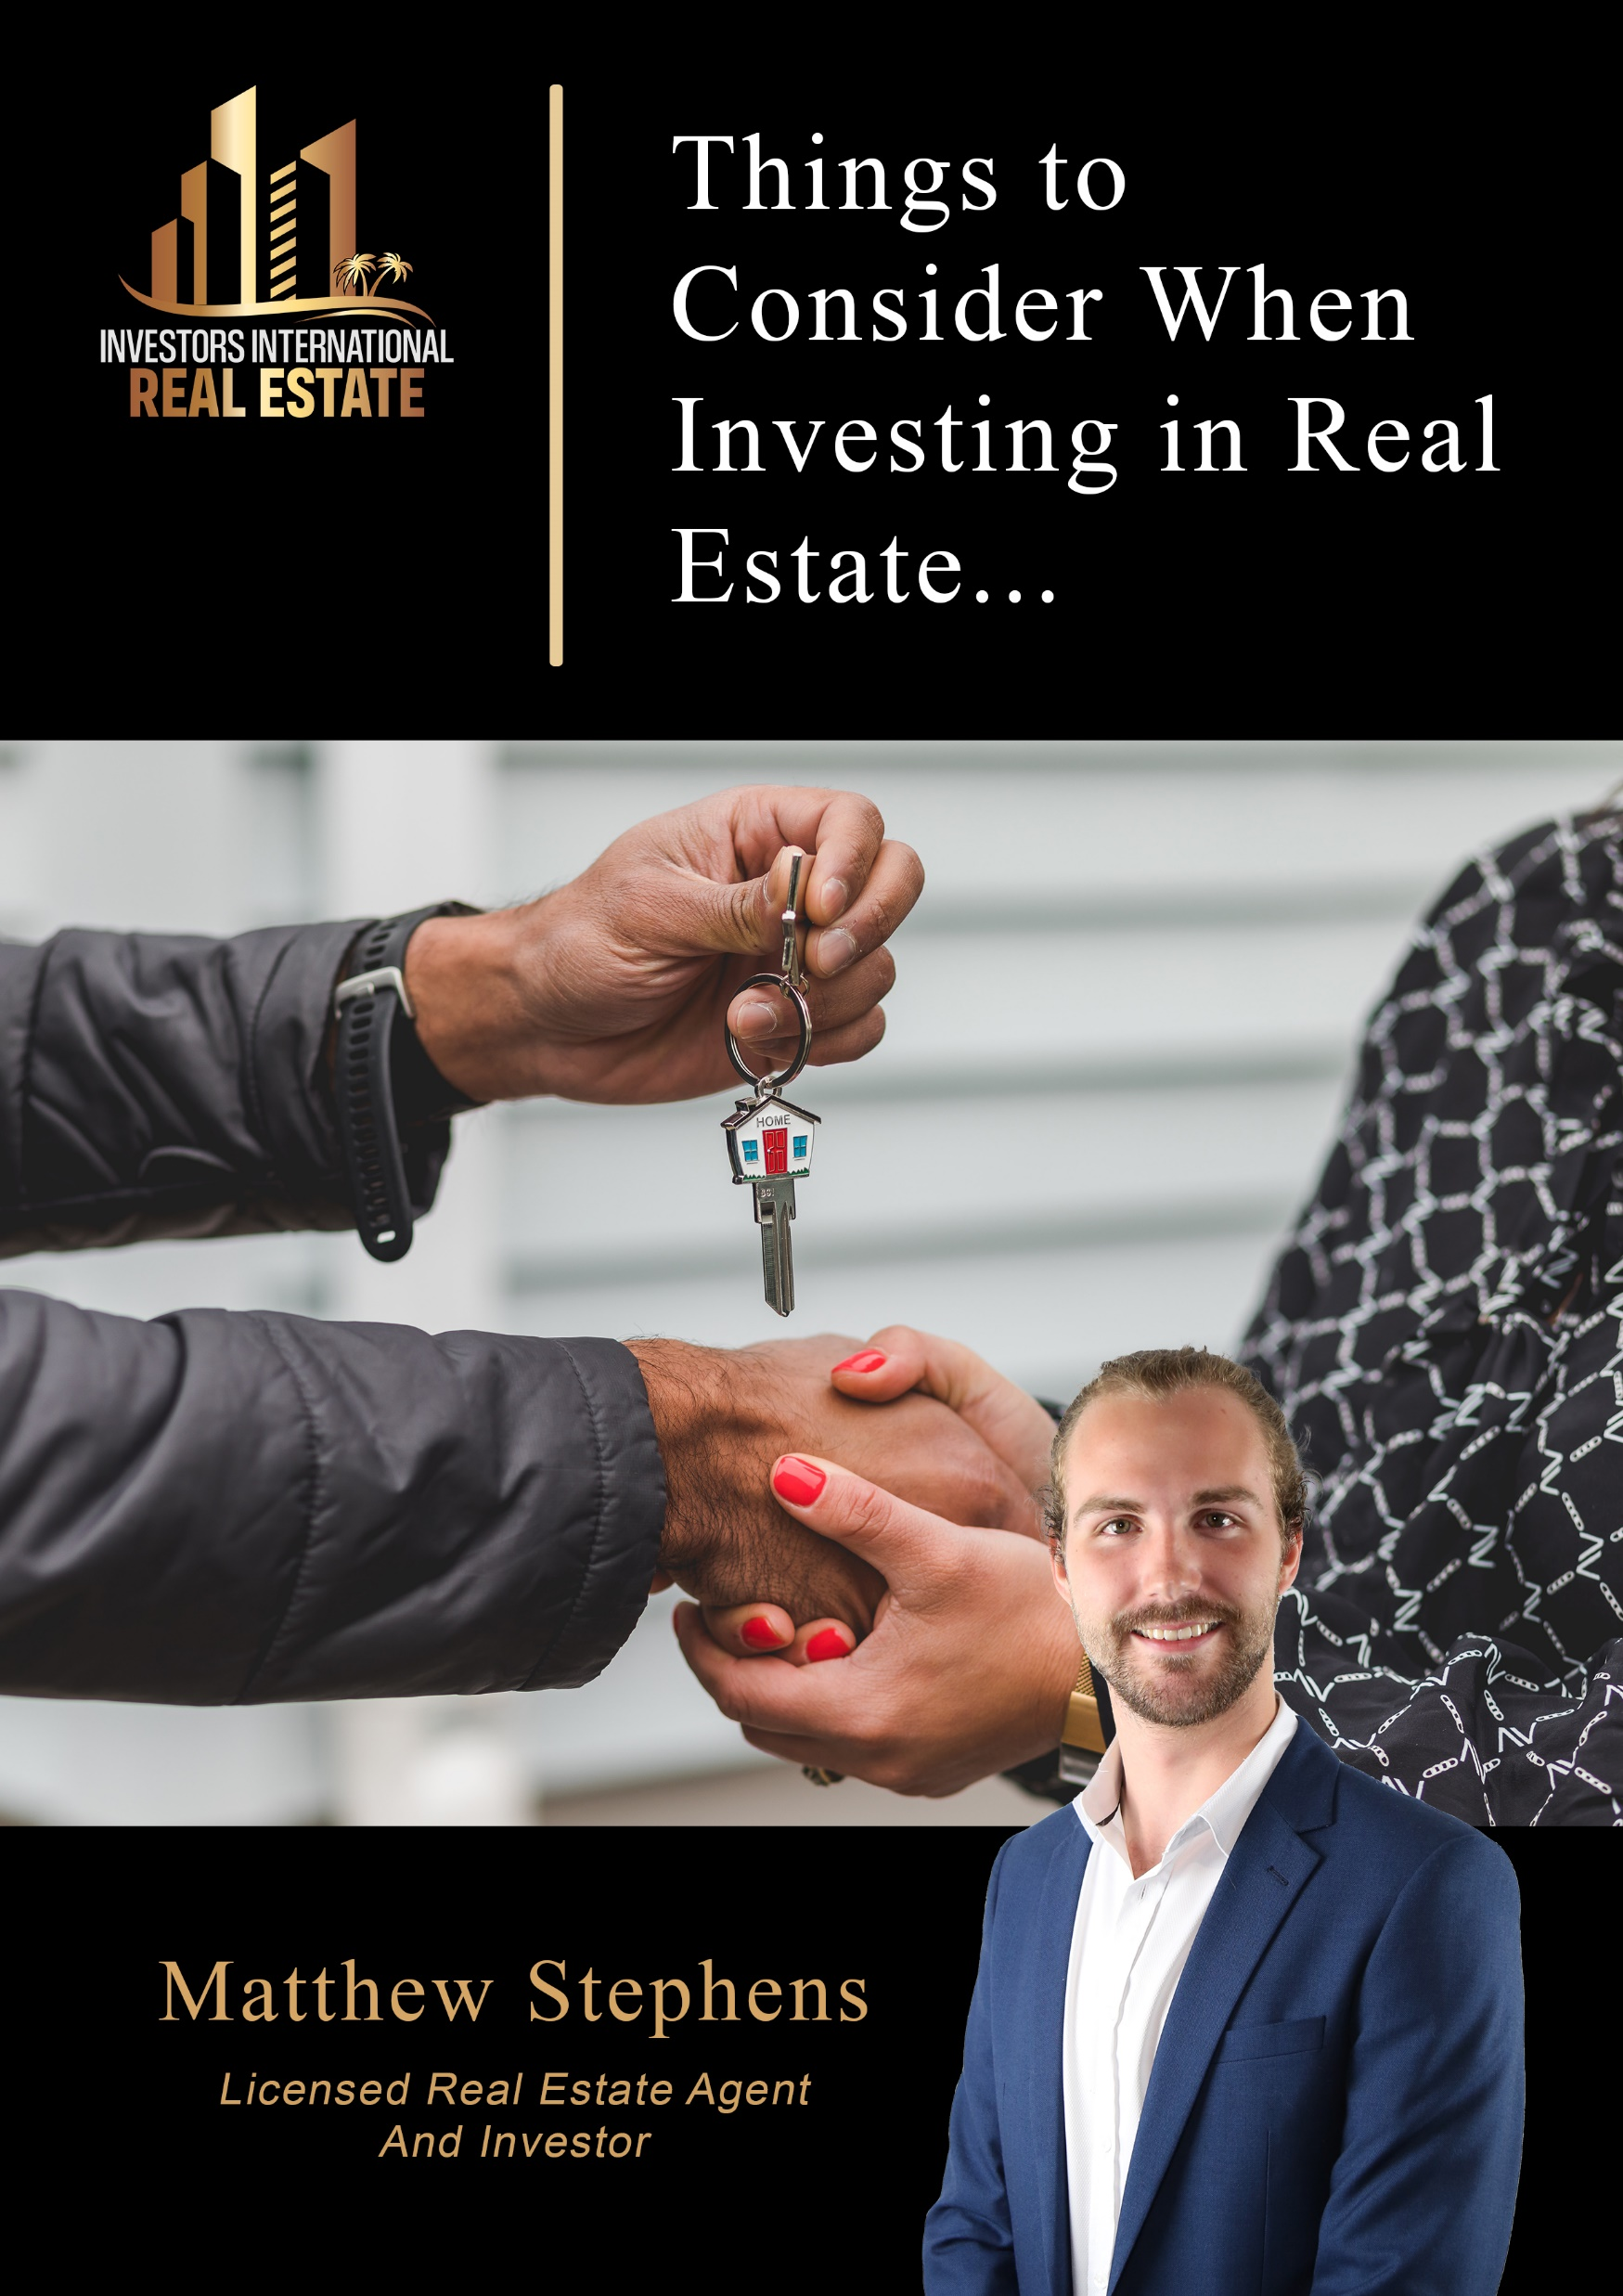 INVESTORS INTERNATIONAL
REAL ESTATE
Things to
Consider When
Investing in Real
Estate...
HOME
Matthew Stephens
Licensed Real Estate Agent
And Investor